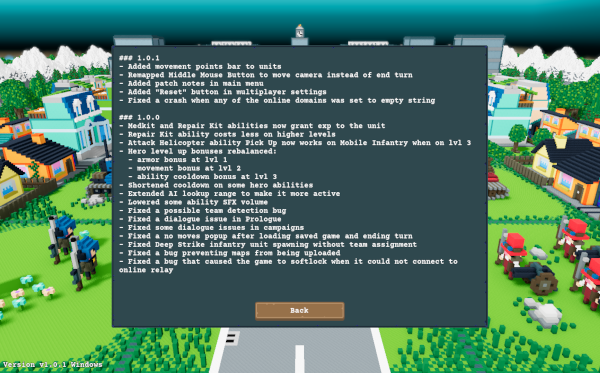 ### 1.0.1
- Added movement points bar to units
- Remapped Middle Mouse Button to move camera instead of end turn
- Added patch notes in main menu
- Added "Reset" button in multiplayer settings
- Fixed a crash when any of the online domains was set to empty string
### 1.0.0
- Medkit and Repair Kit abilities now grant exp to the unit
- Repair Kit ability costs less on higher levels
- Attack Helicopter ability Pick Up now works on Mobile Infantry when on lvl 3
- Hero level up bonuses rebalanced:
- armor bonus at lvl 1
- movement bonus at lvl 2
- ability cooldown bonus at lvl 3
- Shortened cooldown on some hero abilities
- Extended AI lookup range to make it more active
- Lowered some ability SFX volume
- Fixed a possible team detection bug
- Fixed a dialogue issue in Prologue
- Fixed some dialogue issues in campaigns
- Fixed a no moves popup after loading saved game and ending turn
- Fixed Deep Strike infantry unit spawning without team assignment
- Fixed a bug preventing maps from being uploaded
- Fixed a bug that caused the game to softlock when it could not connect to
online relay
Back
Version v1.0.1 Windows